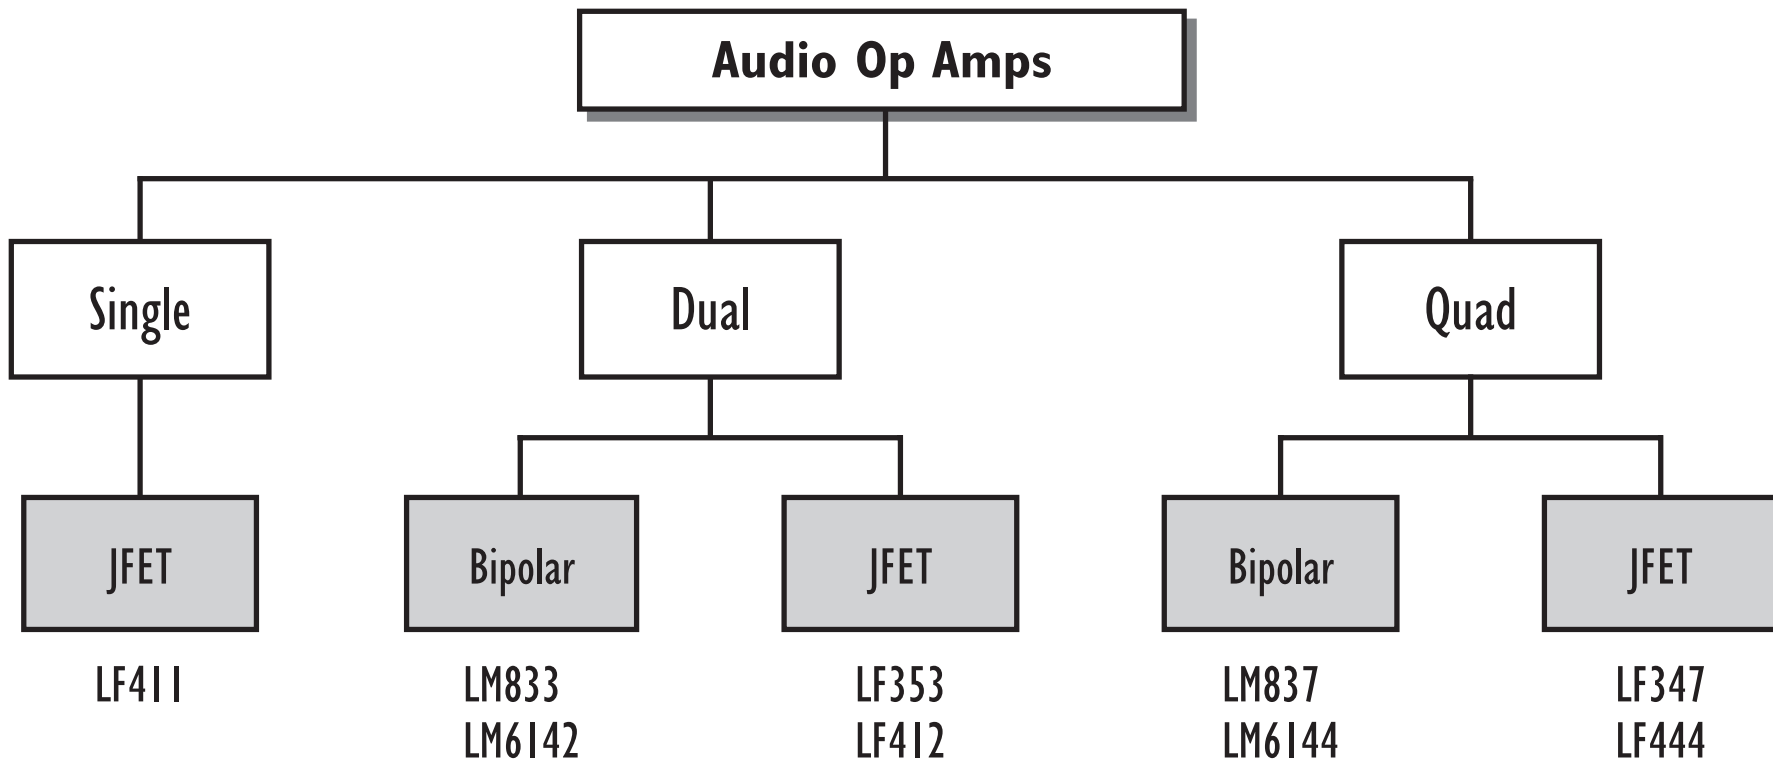 Audio Op Amps
Single
Dual
Quad
JFET
Bipolar
JFET
Bipolar
JFET
LF411
LM833
LM6142
LF353
LF412
LM837
LM6144
LF347
LF444